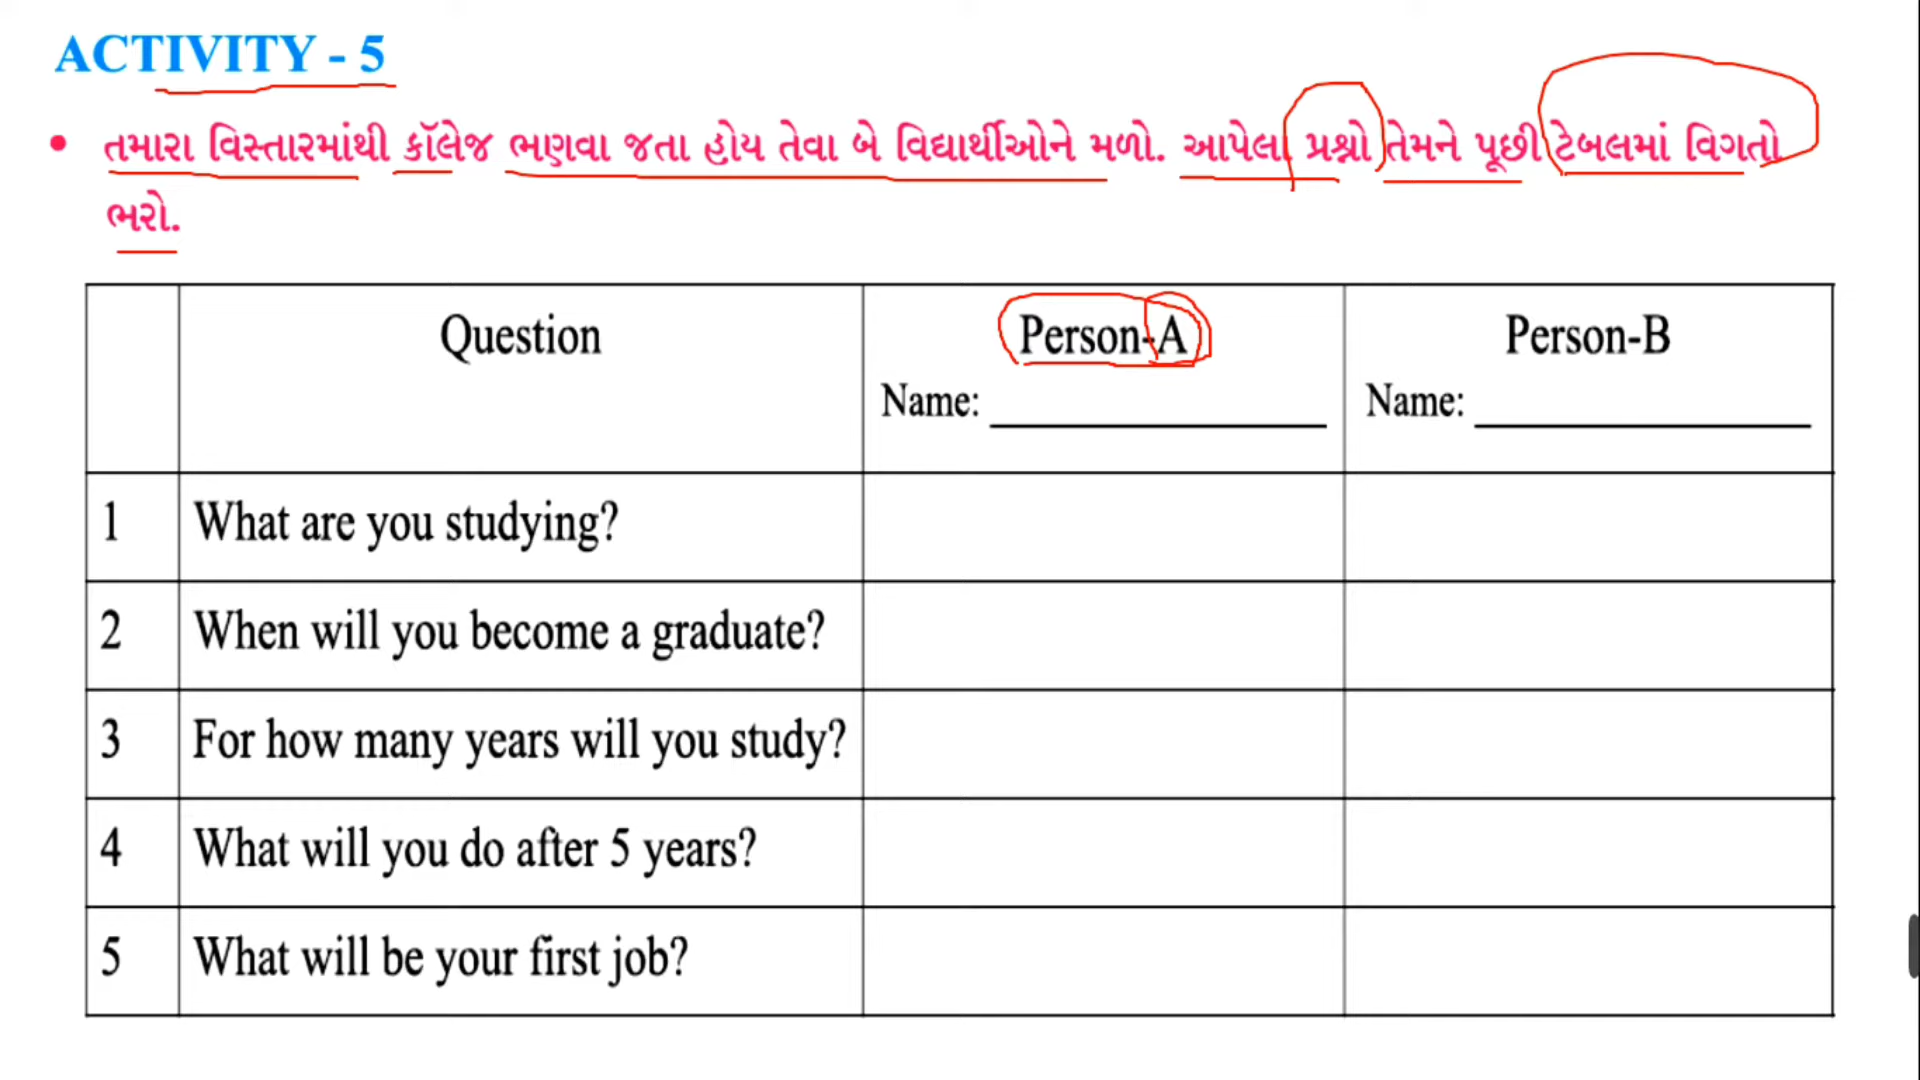 ACTIVITY - 5
• તમારા વિસ્તારમાંથી કૉલેજ ભણવા જતા હોય તેવા બે વિદ્યાર્થીઓને મળો. આપેલા પ્રશ્નો તેમને પૂછી ટેબલમાં વિગતો
ભરો.
Question Person-A Person-B
Name: Name:
1 What are you studying?
2 When will you become a graduate?
3 For how many years will you study?
4 What will you do after 5 years?
5 What will be your first job?